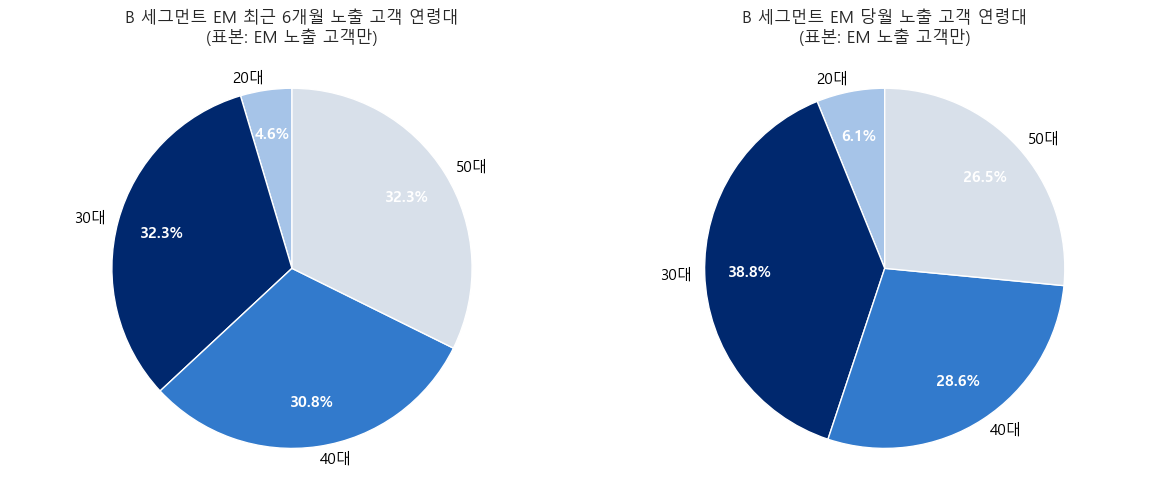 B 세그먼트 EM 최근 6개월 노출 고객 연령대
(표본: EM 노출 고객만)
20대
4.6%
50대
32.3%
30대
32.3%
30.8%
40대
B 세그먼트 EM 당월 노출 고객 연령대
(표본: EM 노출 고객만)
20대
6.1%
50대
26.5%
30대
38.8%
28.6%
40대